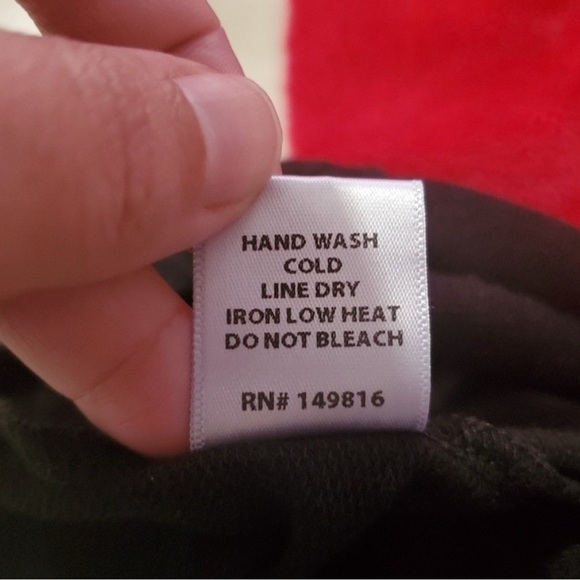 HAND WASH
COLD
LINE DRY
IRON LOW HEAT
DO NOT BLEACH
RN# 149816